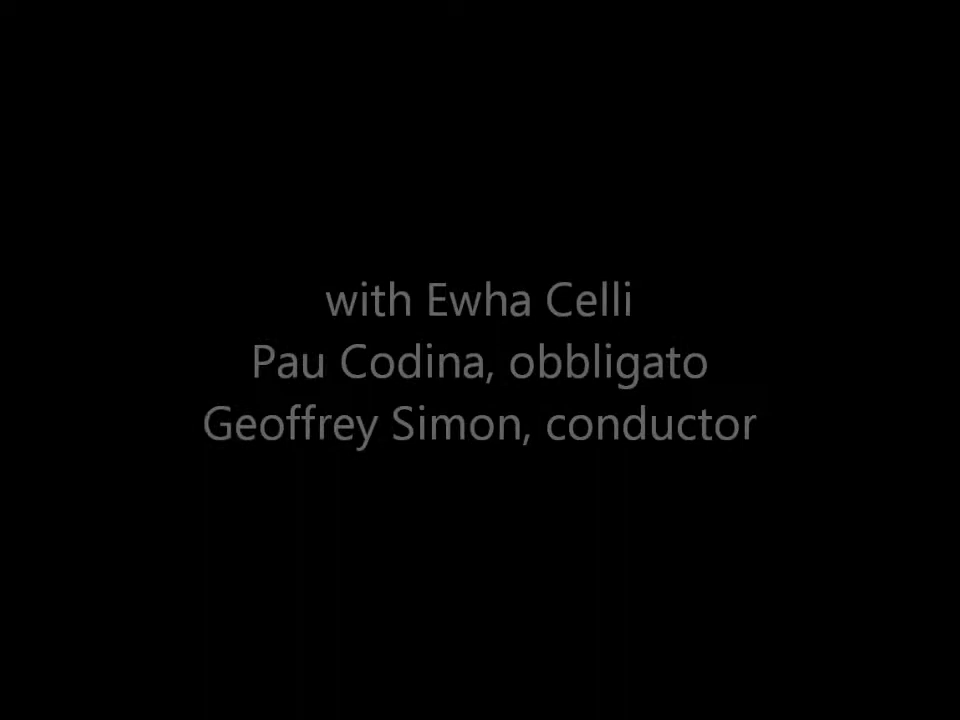 with Ewha Celli
Pau Codina, obbligato
Geoffrey Simon, conductor